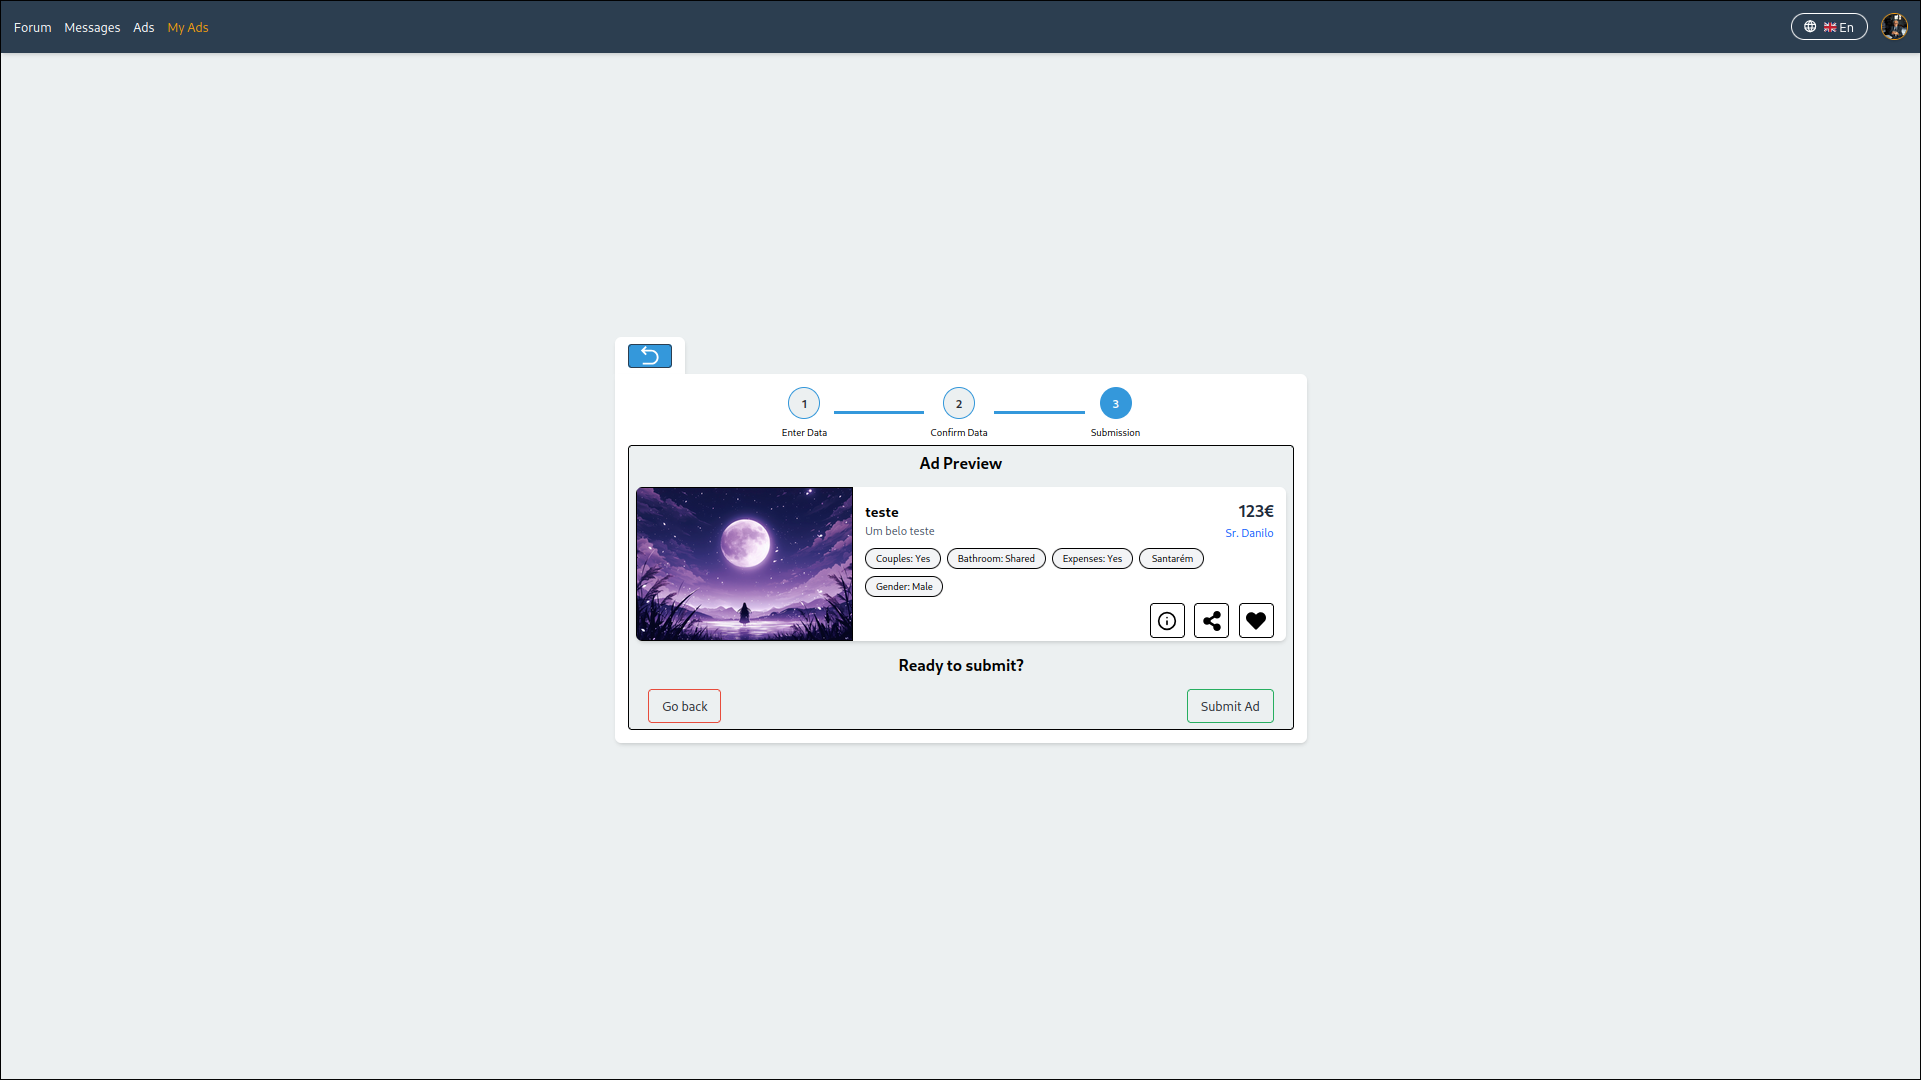 Forum Messages Ads My Ads En
1 2 3
Enter Data Confirm Data Submission
Ad Preview
teste 123€
Um belo teste Sr. Danilo
Couples: Yes Bathroom: Shared Expenses: Yes Santarém
Gender: Male
Ready to submit?
Go back Submit Ad